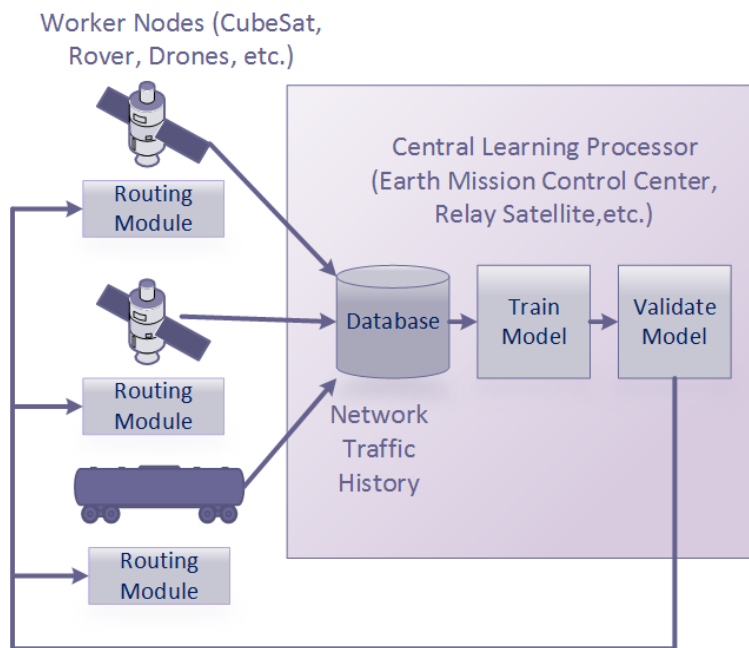 Worker Nodes (CubeSat,
Rover, Drones, etc.)
Routing
Module
Routing
Module
Routing
Module
Central Learning Processor
(Earth Mission Control Center,
Relay Satellite,etc.)
Database
Network
Traffic
History
Train
Model
Validate
Model